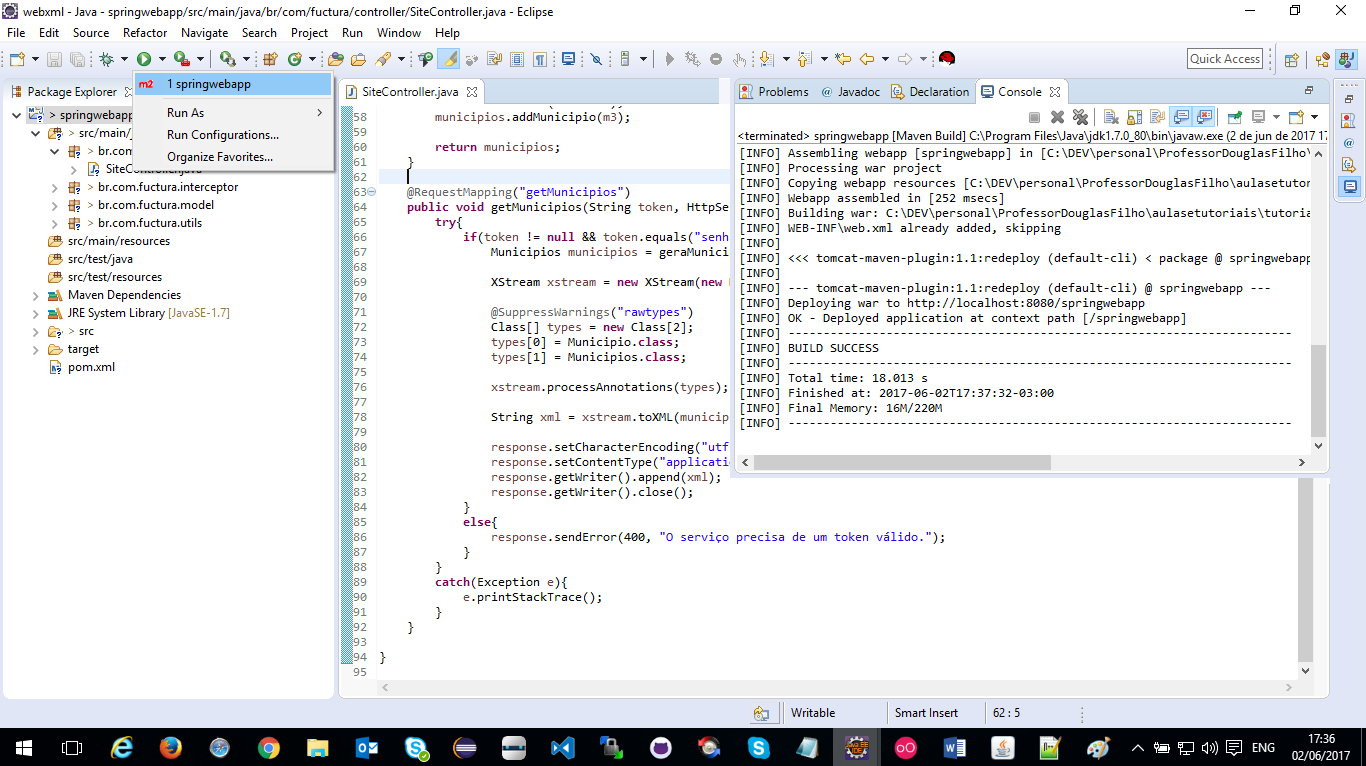 webxml - Java - springwebapp/src/main/java/br/com/fuctura/controller/SiteController.java - Eclipse
File Edit Source Refactor Navigate Search Project Run Window Help
Quick Access
m2 1 springwebapp
Run As
Run Configurations...
Organize Favorites...
Package Explorer
> springwebapp
> src/main/
> br.com
SiteController.java
> br.com.fuctura.interceptor
> br.com.fuctura.model
> br.com.fuctura.utils
src/main/resources
src/test/java
src/test/resources
Maven Dependencies
JRE System Library [JavaSE-1.7]
> src
target
pom.xml
SiteController.java
58 municipios.addMunicipio(m3);
59
60 return municipios;
61 }
62
63 @RequestMapping("getMunicipios")
64 public void getMunicipios(String token, HttpSe
65 try{
66 if(token != null && token.equals("senh
67 Municipios municipios = geraMunici
68
69 XStream xstream = new XStream(new
70
71 @SuppressWarnings("rawtypes")
72 Class[] types = new Class[2];
73 types[0] = Municipio.class;
74 types[1] = Municipios.class;
75
76 xstream.processAnnotations(types);
77
78 String xml = xstream.toXML(municip
79
80 response.setCharacterEncoding("utf
81 response.setContentType("applicati
82 response.getWriter().append(xml);
83 response.getWriter().close();
84 }
85 else{
86 response.sendError(400, "O serviço precisa de um token válido.");
87 }
88 }
89 catch(Exception e){
90 e.printStackTrace();
91 }
92 }
93
94 }
95
Problems @ Javadoc Declaration Console
<terminated> springwebapp [Maven Build] C:\Program Files\Java\jdk1.7.0_80\bin\javaw.exe (2 de jun de 2017 17
[INFO] Assembling webapp [springwebapp] in [C:\DEV\personal\ProfessorDouglasFilho\
[INFO] Processing war project
[INFO] Copying webapp resources [C:\DEV\personal\ProfessorDouglasFilho\aulasetutor
[INFO] Webapp assembled in [252 msecs]
[INFO] Building war: C:\DEV\personal\ProfessorDouglasFilho\aulasetutoriais\tutoria
[INFO] WEB-INF\web.xml already added, skipping
[INFO]
[INFO] <<< tomcat-maven-plugin:1.1:redeploy (default-cli) < package @ springwebapp
[INFO]
[INFO] --- tomcat-maven-plugin:1.1:redeploy (default-cli) @ springwebapp ---
[INFO] Deploying war to http://localhost:8080/springwebapp
[INFO] OK - Deployed application at context path [/springwebapp]
[INFO] ------------------------------------------------------------------------
[INFO] BUILD SUCCESS
[INFO] ------------------------------------------------------------------------
[INFO] Total time: 18.013 s
[INFO] Finished at: 2017-06-02T17:37:32-03:00
[INFO] Final Memory: 16M/220M
[INFO] ------------------------------------------------------------------------
Writable Smart Insert 62 : 5
ENG
17:36
02/06/2017